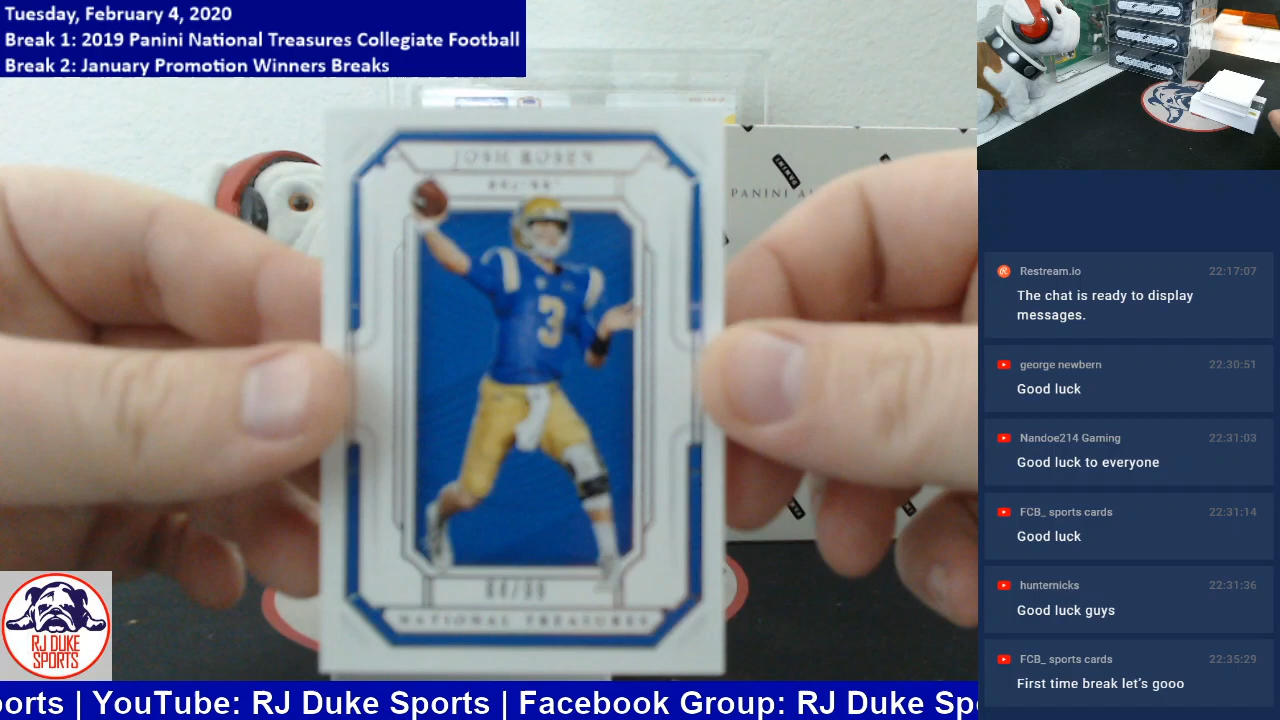 Tuesday, February 4, 2020
Break 1: 2019 Panini National Treasures Collegiate Football
Break 2: January Promotion Winners Breaks
JOSH ROSEN
BRUINS
3
NATIONAL TREASURES
PANINI
PANINI A
RJ DUKE
SPORTS
Restream.io 22:17:07
The chat is ready to display
messages.
george newbern 22:30:51
Good luck
Nandoe214 Gaming 22:31:03
Good luck to everyone
FCB_ sports cards 22:31:14
Good luck
hunternicks 22:31:36
Good luck guys
FCB_ sports cards 22:35:29
First time break let's gooo
orts | YouTube: RJ Duke Sports | Facebook Group: RJ Duke Sp